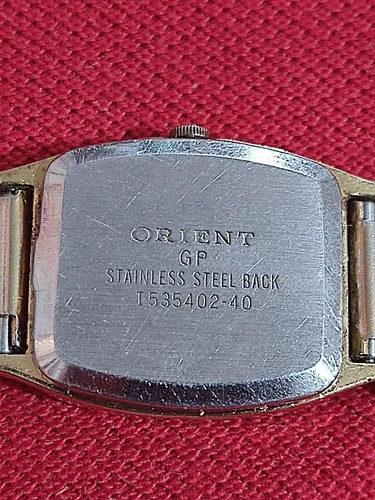 ORIENT
GP
STAINLESS STEEL BACK
T535402-40